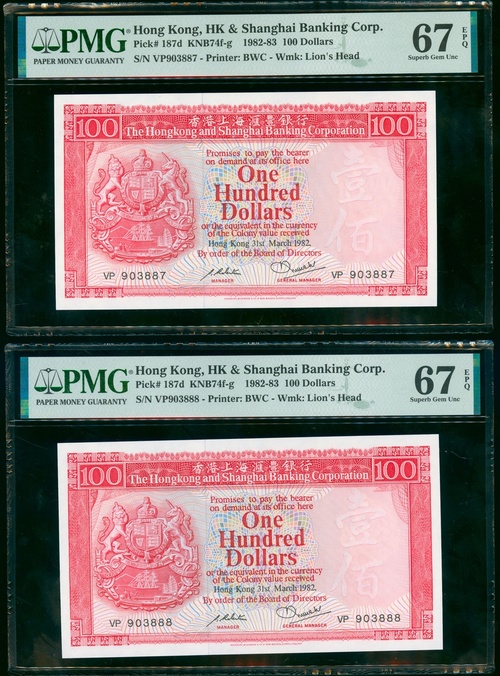 PMG
PAPER MONEY GUARANTY
Hong Kong, HK & Shanghai Banking Corp.
Pick# 187d KNB74f-g 1982-83 100 Dollars
S/N VP903887 - Printer: BWC - Wmk: Lion's Head
67 EPQ
Superb Gem Unc
香港上海滙豐銀行
100 The Hongkong and Shanghai Banking Corporation 100
Promises to pay the bearer
on demand at its office here
One
Hundred
Dollars
or the equivalent in the currency
of the Colony value received
Hong Kong 31st March 1982.
By order of the Board of Directors
壹佰
VP 903887
VP 903887
MANAGER
GENERAL MANAGER
PMG
PAPER MONEY GUARANTY
Hong Kong, HK & Shanghai Banking Corp.
Pick# 187d KNB74f-g 1982-83 100 Dollars
S/N VP903888 - Printer: BWC - Wmk: Lion's Head
67 EPQ
Superb Gem Unc
香港上海滙豐銀行
100 The Hongkong and Shanghai Banking Corporation 100
Promises to pay the bearer
on demand at its office here
One
Hundred
Dollars
or the equivalent in the currency
of the Colony value received
Hong Kong 31st March 1982.
By order of the Board of Directors
壹佰
VP 903888
VP 903888
MANAGER
GENERAL MANAGER